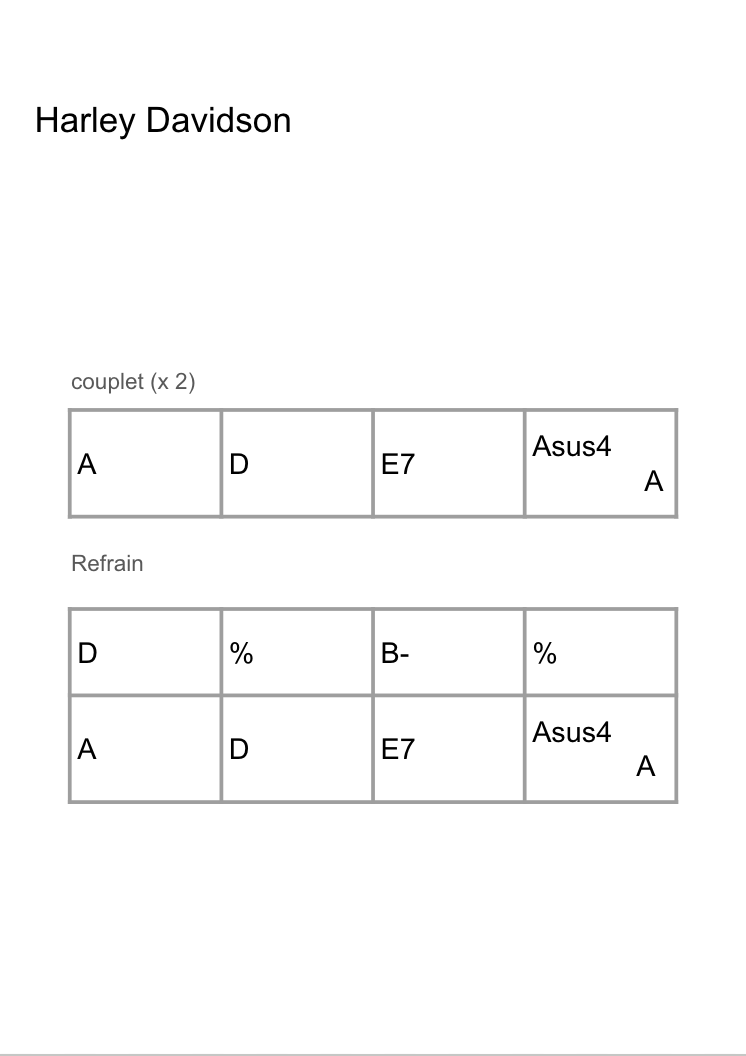 Harley Davidson
couplet (x 2)
A D E7 Asus4 A
Refrain
D % B- %
A D E7 Asus4 A